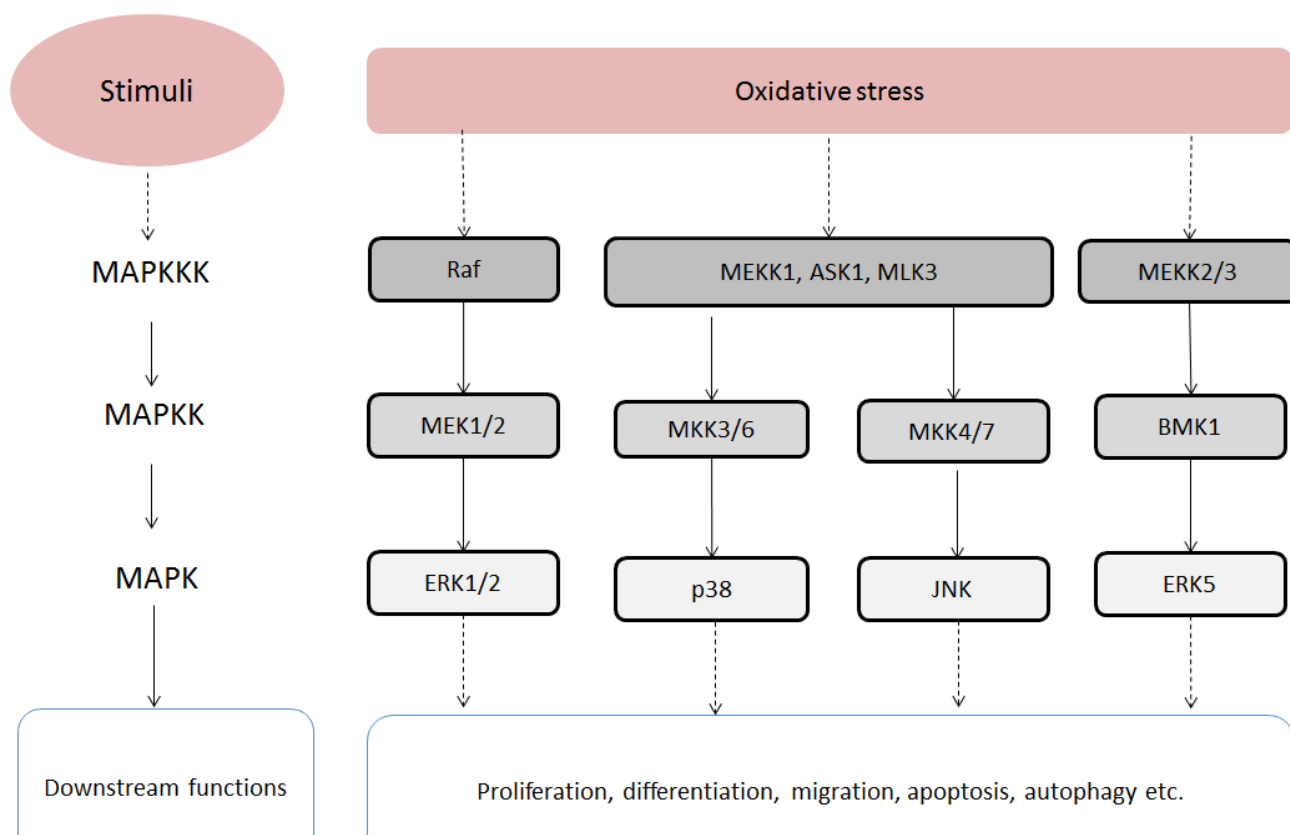 Stimuli
Oxidative stress
MAPKKK
Raf
MEKK1, ASK1, MLK3
MEKK2/3
MAPKK
MEK1/2
MKK3/6
MKK4/7
BMK1
MAPK
ERK1/2
p38
JNK
ERK5
Downstream functions
Proliferation, differentiation, migration, apoptosis, autophagy etc.